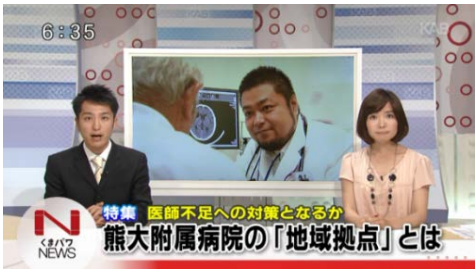 6:35
KAB
特集 医師不足への対策となるか
熊大附属病院の「地域拠点」とは
N
くまパワ
NEWS